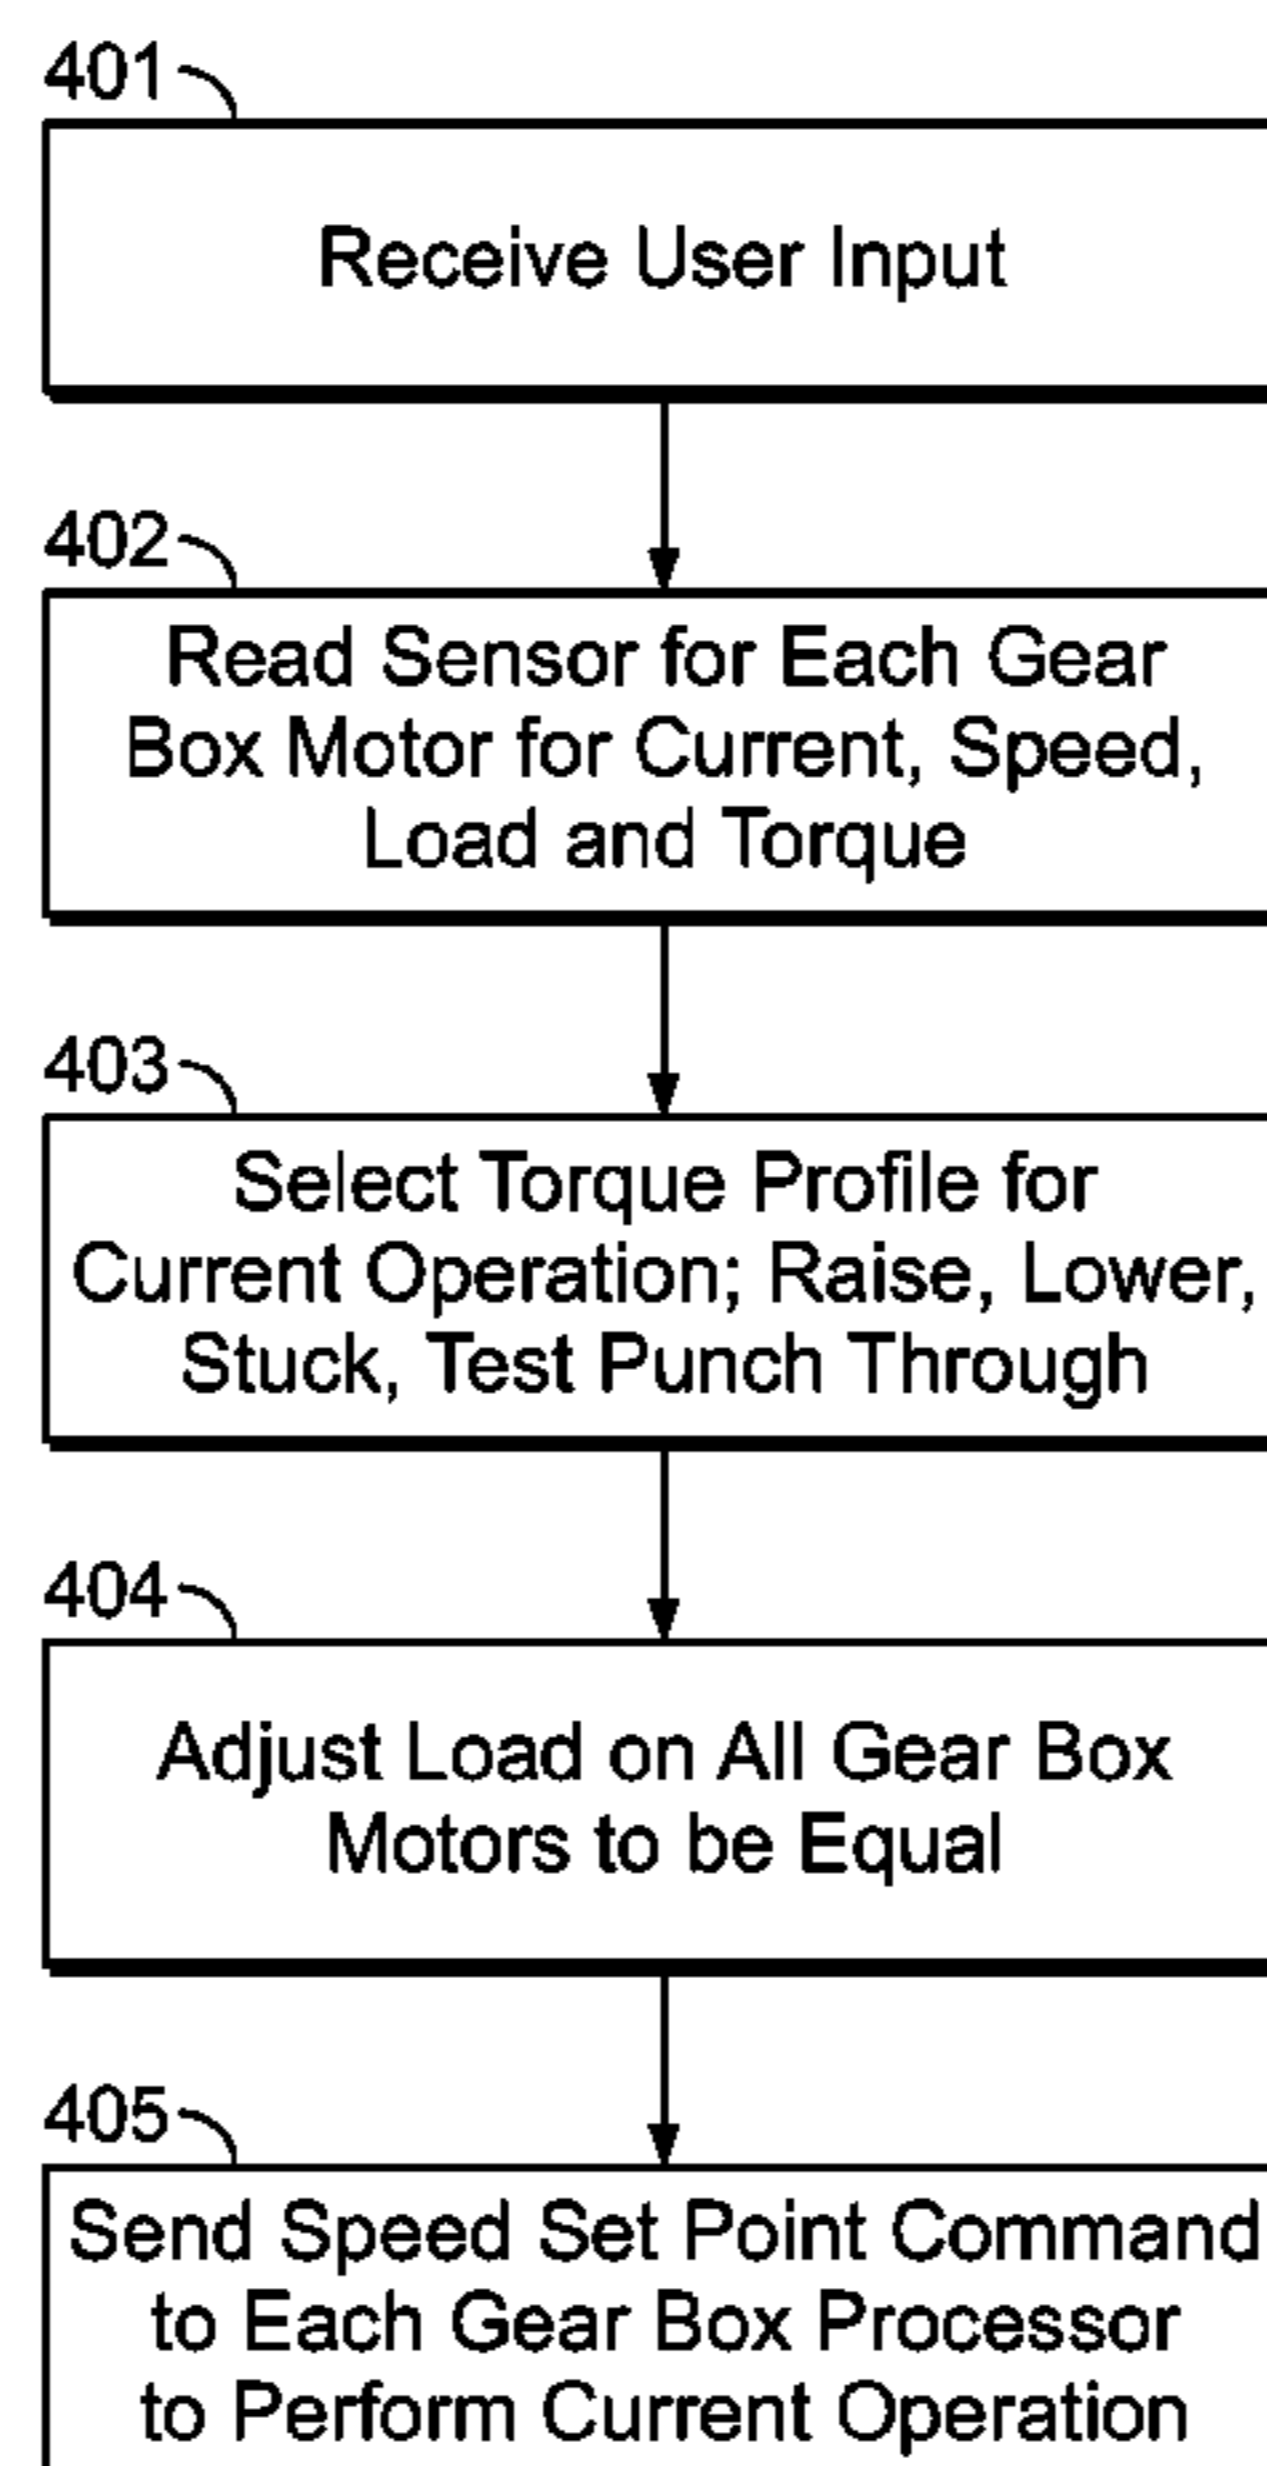 401
Receive User Input
402
Read Sensor for Each Gear
Box Motor for Current, Speed,
Load and Torque
403
Select Torque Profile for
Current Operation; Raise, Lower,
Stuck, Test Punch Through
404
Adjust Load on All Gear Box
Motors to be Equal
405
Send Speed Set Point Command
to Each Gear Box Processor
to Perform Current Operation